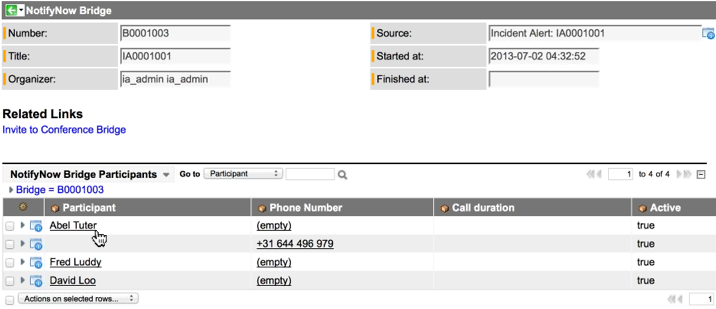 NotifyNow Bridge
Number: B0001003 Source: Incident Alert: IA0001001
Title: IA0001001 Started at: 2013-07-02 04:32:52
Organizer: ia_admin ia_admin Finished at:
Related Links
Invite to Conference Bridge
NotifyNow Bridge Participants Go to Participant 1 to 4 of 4
Bridge = B0001003
Participant Phone Number Call duration Active
Abel Tuter (empty) true
+31 644 496 979 true
Fred Luddy (empty) true
David Loo (empty) true
Actions on selected rows... 1